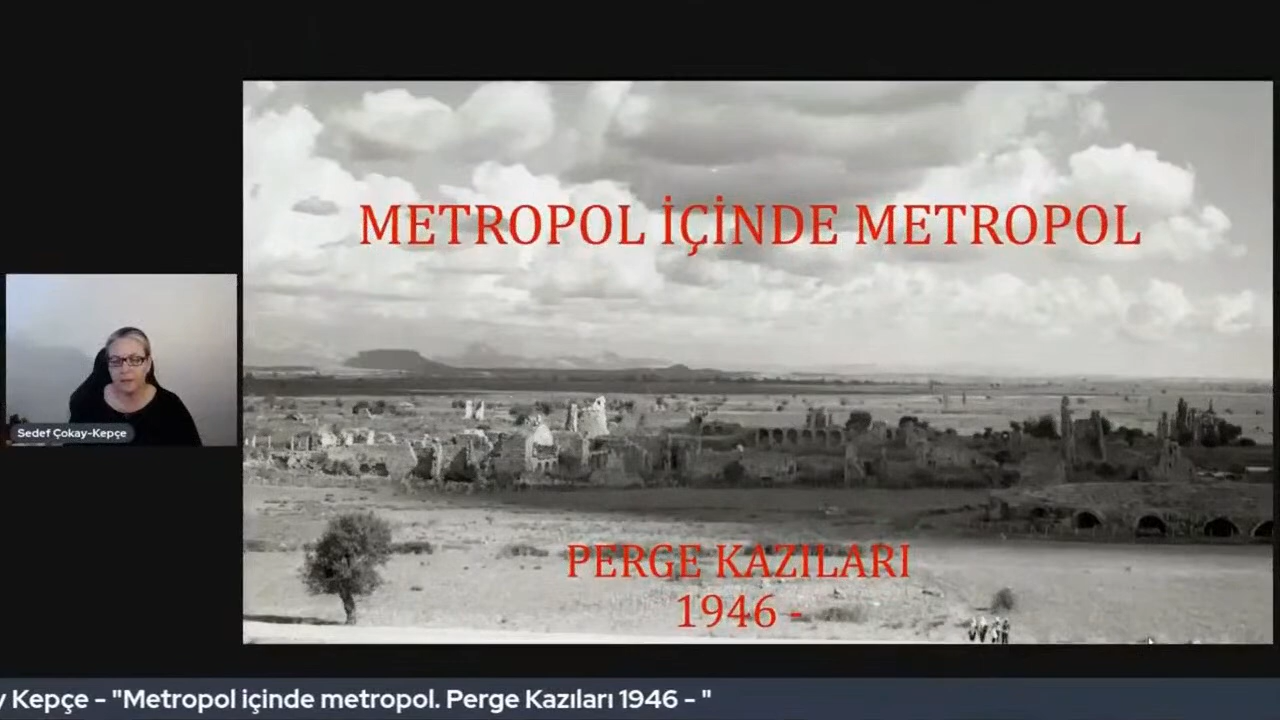 METROPOL İÇİNDE METROPOL
Sedef Çokay-Kepçe
PERGE KAZILARI
1946 -
y Kepçe - "Metropol içinde metropol. Perge Kazıları 1946 - "